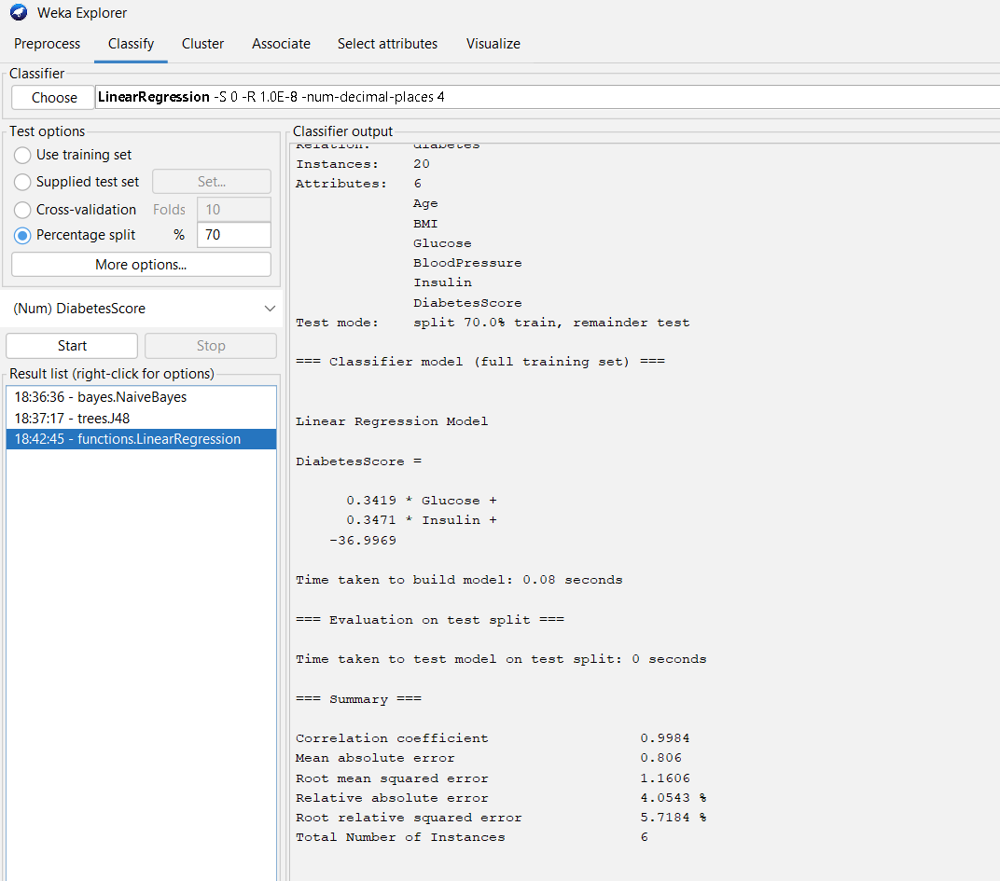 Weka Explorer
Preprocess Classify Cluster Associate Select attributes Visualize
Classifier
Choose LinearRegression -S 0 -R 1.0E-8 -num-decimal-places 4
Test options
Use training set
Supplied test set Set...
Cross-validation Folds 10
Percentage split % 70
More options...
(Num) DiabetesScore
Start Stop
Result list (right-click for options)
18:36:36 - bayes.NaiveBayes
18:37:17 - trees.J48
18:42:45 - functions.LinearRegression
Classifier output
Relation: diabetes
Instances: 20
Attributes: 6
Age
BMI
Glucose
BloodPressure
Insulin
DiabetesScore
Test mode: split 70.0% train, remainder test
=== Classifier model (full training set) ===
Linear Regression Model
DiabetesScore =
0.3419 * Glucose +
0.3471 * Insulin +
-36.9969
Time taken to build model: 0.08 seconds
=== Evaluation on test split ===
Time taken to test model on test split: 0 seconds
=== Summary ===
Correlation coefficient 0.9984
Mean absolute error 0.806
Root mean squared error 1.1606
Relative absolute error 4.0543 %
Root relative squared error 5.7184 %
Total Number of Instances 6